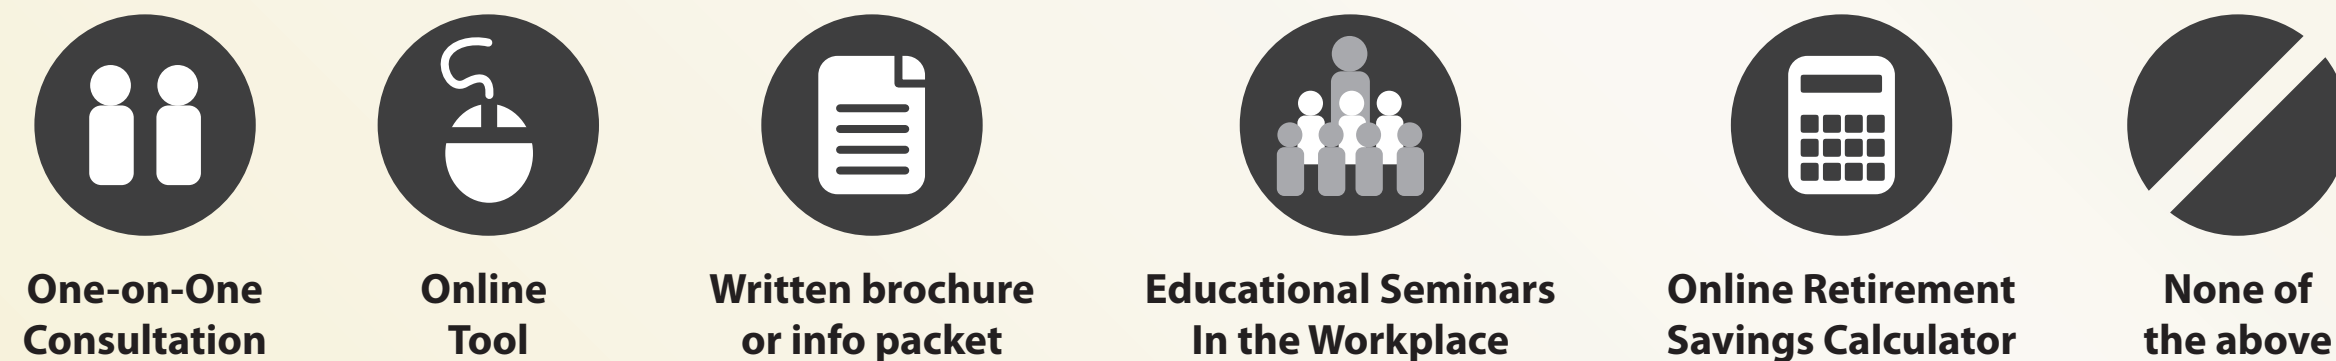 One-on-One
Consultation
Online
Tool
Written brochure
or info packet
Educational Seminars
In the Workplace
Online Retirement
Savings Calculator
None of
the above